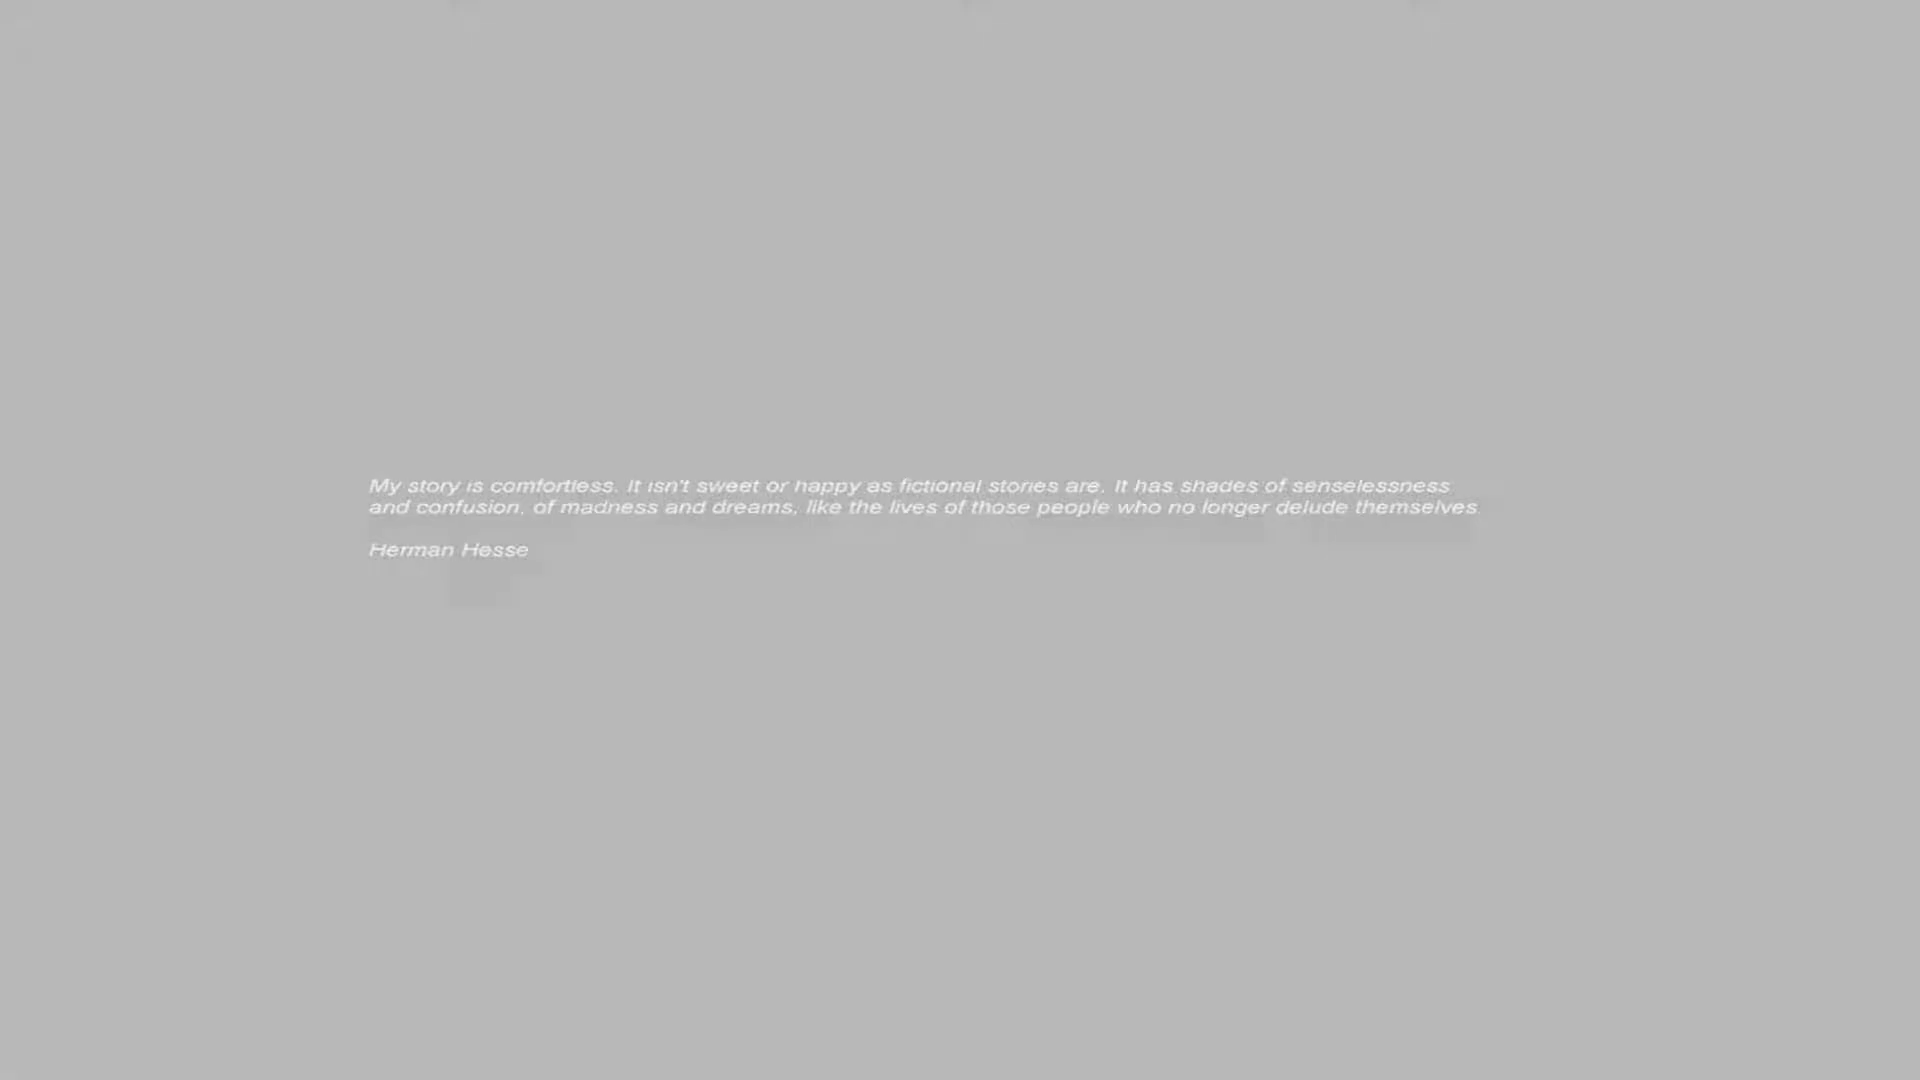 My story is comfortless. It isn't sweet or happy as fictional stories are. It has shades of senselessness
and confusion, of madness and dreams, like the lives of those people who no longer delude themselves.
Herman Hesse